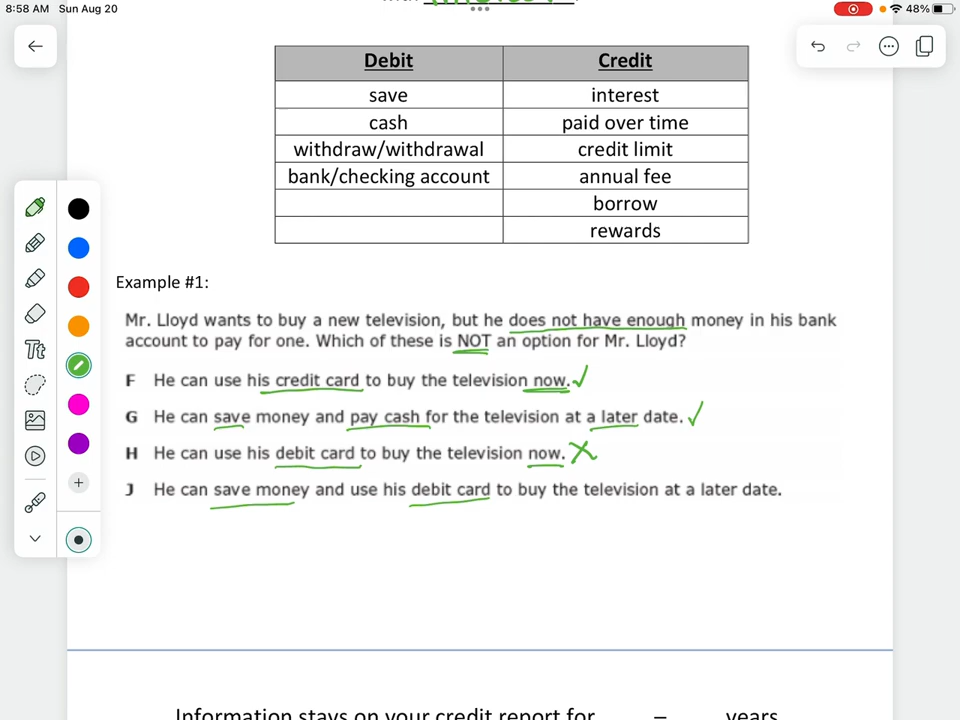 8:58 AM Sun Aug 20
48%
Debit Credit
save interest
cash paid over time
withdraw/withdrawal credit limit
bank/checking account annual fee
borrow
rewards
Example #1:
Mr. Lloyd wants to buy a new television, but he does not have enough money in his bank
account to pay for one. Which of these is NOT an option for Mr. Lloyd?
F He can use his credit card to buy the television now.
G He can save money and pay cash for the television at a later date.
H He can use his debit card to buy the television now.
J He can save money and use his debit card to buy the television at a later date.
Tt
Information stays on your credit report for ____ – ____ years